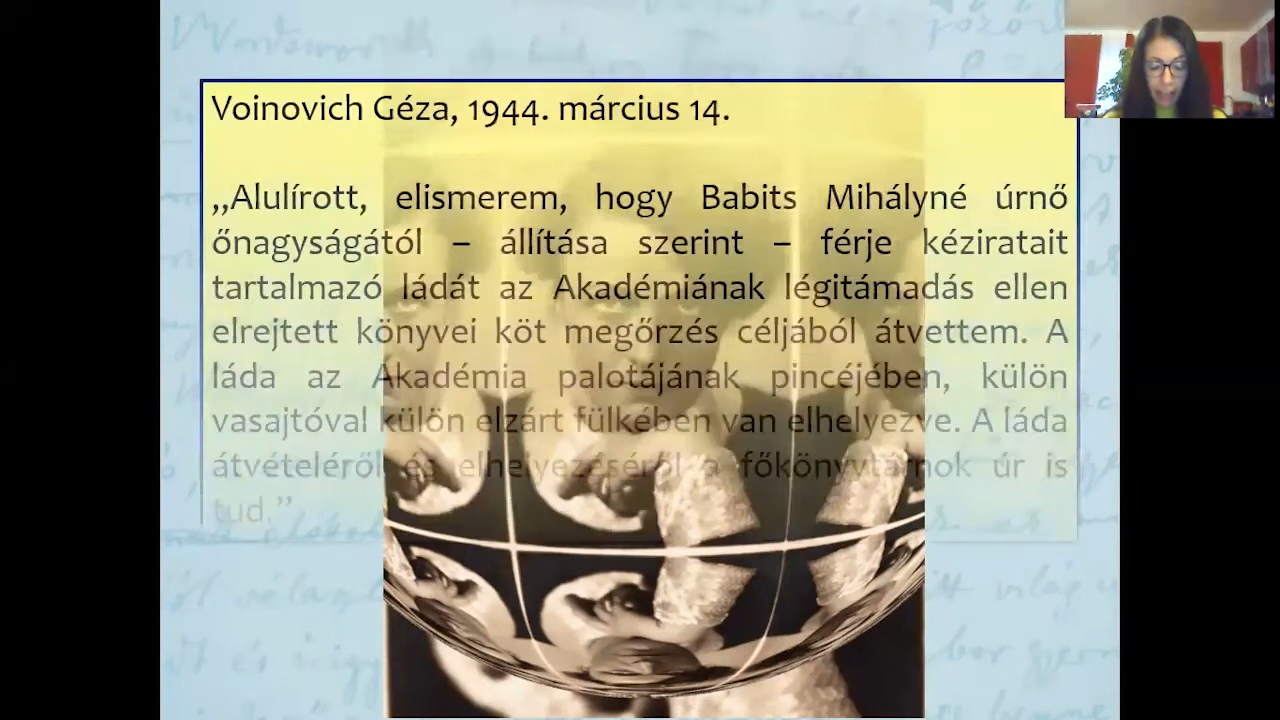 Voinovich Géza, 1944. március 14.
„Alulírott, elismerem, hogy Babits Mihályné úrnő
őnagyságától – állítása szerint – férje kéziratait
tartalmazó ládát az Akadémiának légitámadás ellen
elrejtett könyvei köt megőrzés céljából átvettem. A
láda az Akadémia palotájának pincéjében, külön
vasajtóval külön elzárt fülkében van elhelyezve. A láda
átvételéről és elhelyezéséről a főkönyvtárnok úr is
tud.”